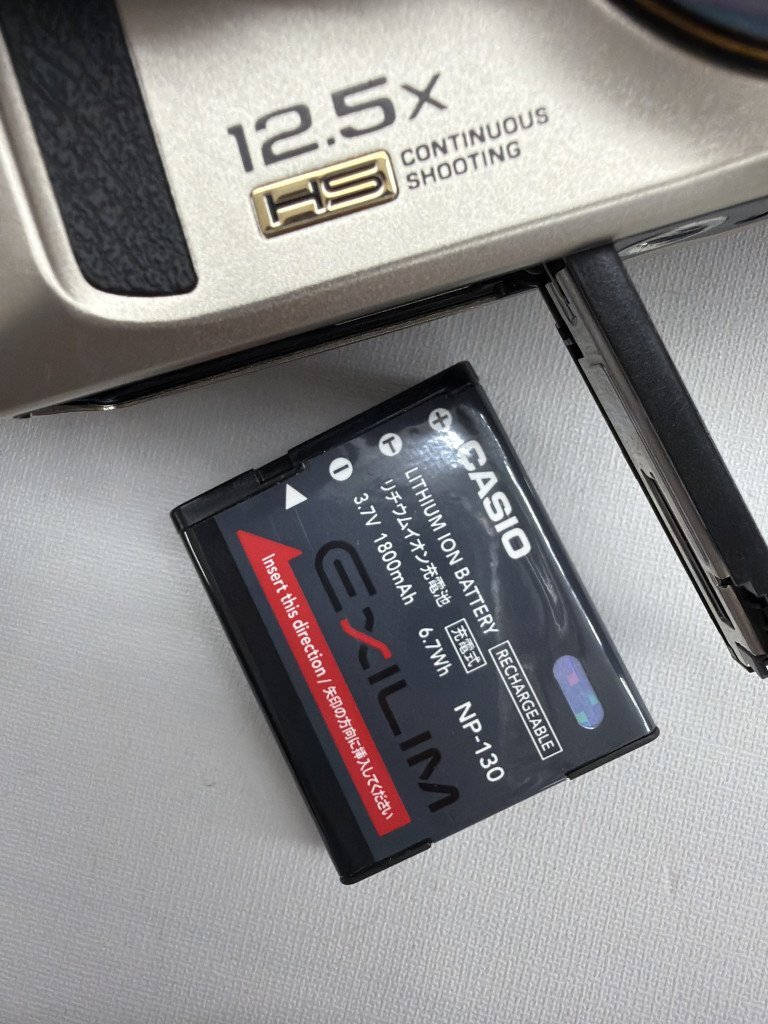 12.5X
HS
CONTINUOUS
SHOOTING
CASIO
LITHIUM ION BATTERY
RECHARGEABLE
リチウムイオン充電池
充電式
3.7V 1800mAh 6.7Wh
NP-130
EXILIM
Insert this direction / 矢印の方向に挿入してください
+
T
−